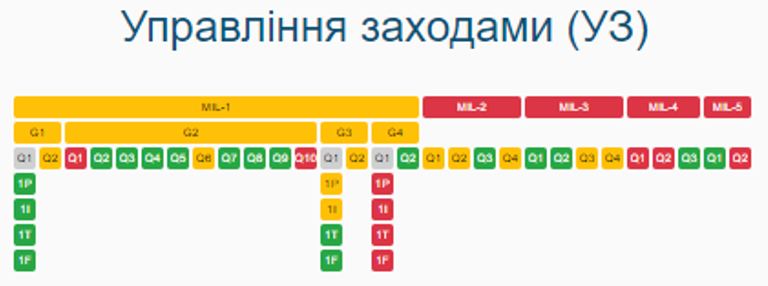 Управління заходами (УЗ)
MIL-1 MIL-2 MIL-3 MIL-4 MIL-5
G1 G2 G3 G4
Q1 Q2 Q1 Q2 Q3 Q4 Q5 Q6 Q7 Q8 Q9 Q10 Q1 Q2 Q1 Q2 Q1 Q2 Q3 Q4 Q1 Q2 Q3 Q4 Q1 Q2 Q3 Q1 Q2
1P 1P 1P
1I 1I 1I
1T 1T 1T
1F 1F 1F